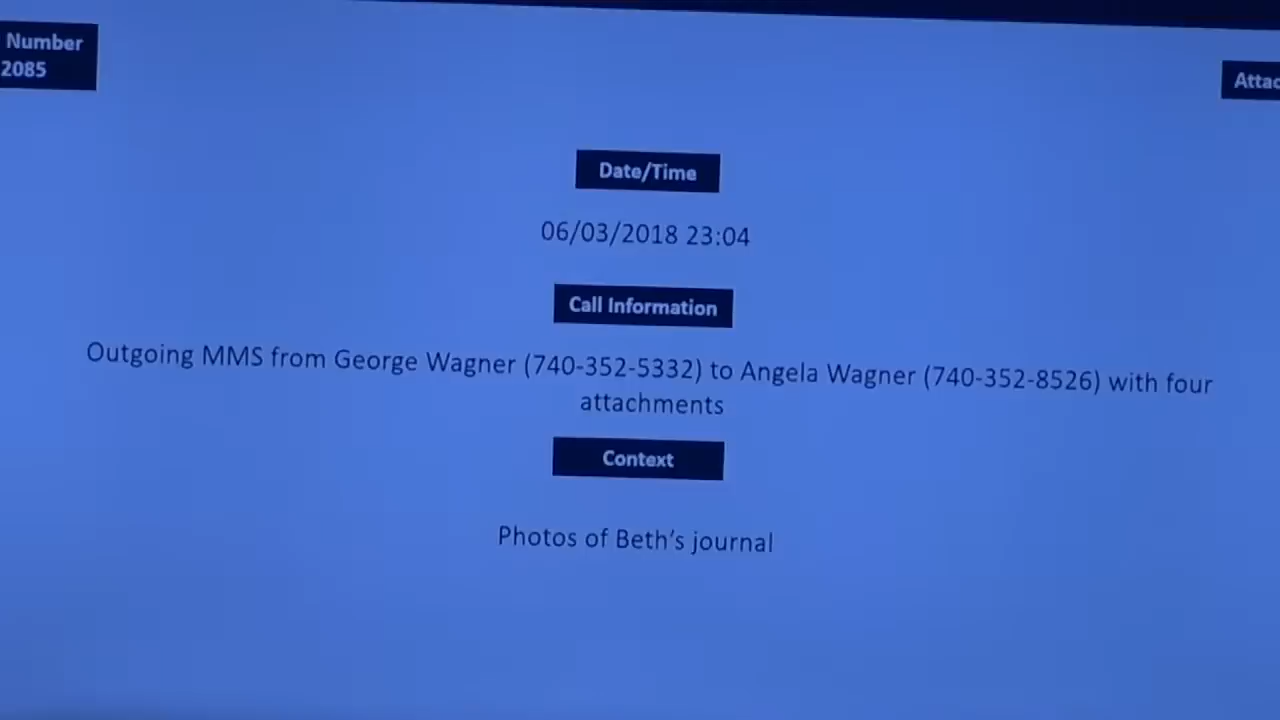 Number
2085
Attac
Date/Time
06/03/2018 23:04
Call Information
Outgoing MMS from George Wagner (740-352-5332) to Angela Wagner (740-352-8526) with four
attachments
Context
Photos of Beth's journal